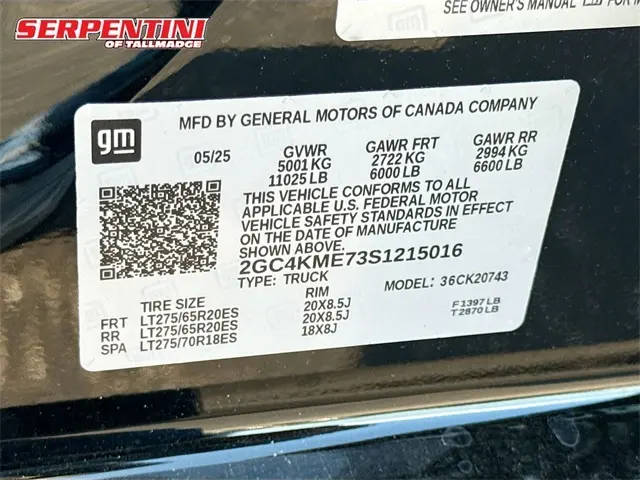 SERPENTINI
OF TALLMADGE
SEE OWNER'S MANUAL
gm
MFD BY GENERAL MOTORS OF CANADA COMPANY
05/25 GVWR GAWR FRT GAWR RR
5001 KG 2722 KG 2994 KG
11025 LB 6000 LB 6600 LB
THIS VEHICLE CONFORMS TO ALL
APPLICABLE U.S. FEDERAL MOTOR
VEHICLE SAFETY STANDARDS IN EFFECT
ON THE DATE OF MANUFACTURE
SHOWN ABOVE.
2GC4KME73S1215016
TYPE: TRUCK MODEL: 36CK20743
TIRE SIZE RIM
FRT LT275/65R20ES 20X8.5J F1397 LB
RR LT275/65R20ES 20X8.5J T2870 LB
SPA LT275/70R18ES 18X8J